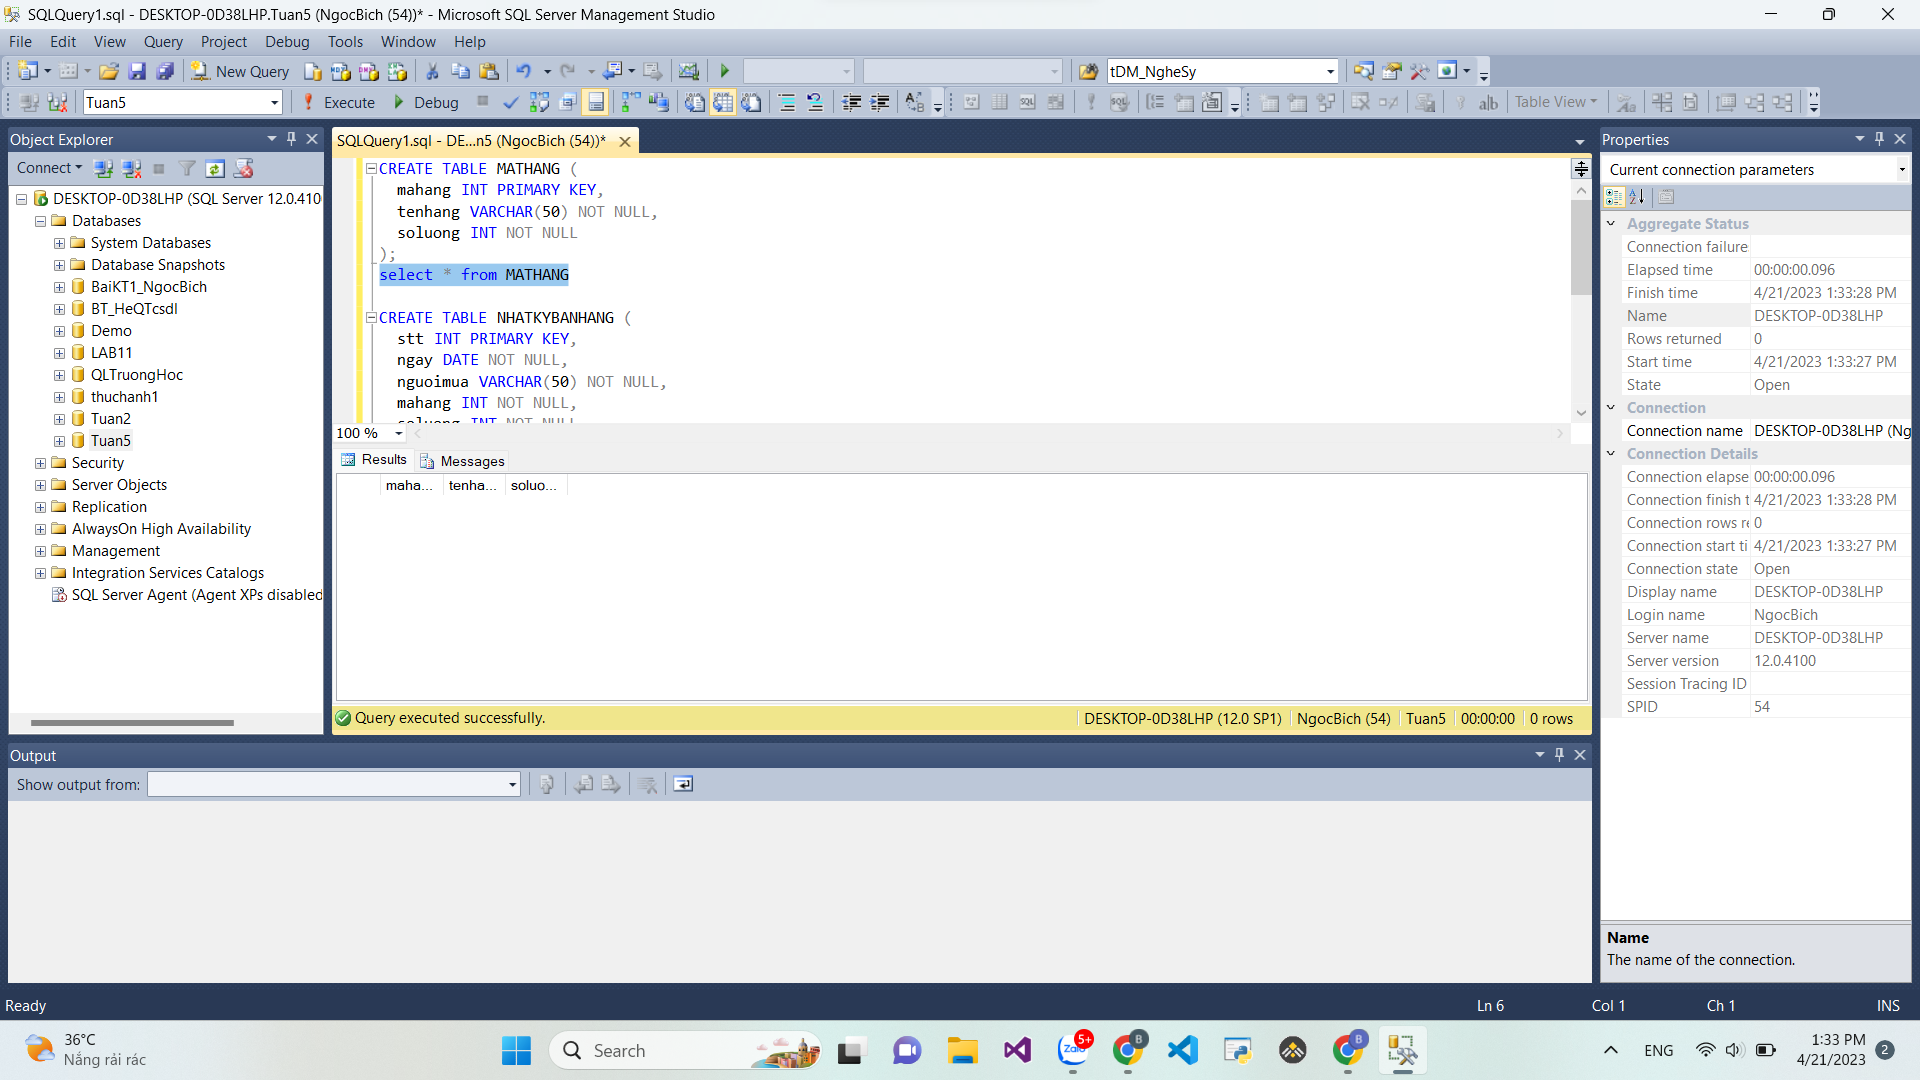 SQLQuery1.sql - DESKTOP-0D38LHP.Tuan5 (NgocBich (54))* - Microsoft SQL Server Management Studio
File Edit View Query Project Debug Tools Window Help
New Query tDM_NgheSy
Tuan5 Execute Debug Table View
Object Explorer
Connect
DESKTOP-0D38LHP (SQL Server 12.0.410
Databases
System Databases
Database Snapshots
BaiKT1_NgocBich
BT_HeQTcsdl
Demo
LAB11
QLTruongHoc
thuchanh1
Tuan2
Tuan5
Security
Server Objects
Replication
AlwaysOn High Availability
Management
Integration Services Catalogs
SQL Server Agent (Agent XPs disabled
SQLQuery1.sql - DE...n5 (NgocBich (54))*
CREATE TABLE MATHANG (
mahang INT PRIMARY KEY,
tenhang VARCHAR(50) NOT NULL,
soluong INT NOT NULL
);
select * from MATHANG
CREATE TABLE NHATKYBANHANG (
stt INT PRIMARY KEY,
ngay DATE NOT NULL,
nguoimua VARCHAR(50) NOT NULL,
mahang INT NOT NULL,
soluong INT NOT NULL
100 %
Results Messages
maha... tenha... soluo...
Query executed successfully. DESKTOP-0D38LHP (12.0 SP1) NgocBich (54) Tuan5 00:00:00 0 rows
Output
Show output from:
Properties
Current connection parameters
Aggregate Status
Connection failure
Elapsed time 00:00:00.096
Finish time 4/21/2023 1:33:28 PM
Name DESKTOP-0D38LHP
Rows returned 0
Start time 4/21/2023 1:33:27 PM
State Open
Connection
Connection name DESKTOP-0D38LHP (Ng
Connection Details
Connection elapse 00:00:00.096
Connection finish t 4/21/2023 1:33:28 PM
Connection rows re 0
Connection start ti 4/21/2023 1:33:27 PM
Connection state Open
Display name DESKTOP-0D38LHP
Login name NgocBich
Server name DESKTOP-0D38LHP
Server version 12.0.4100
Session Tracing ID
SPID 54
Name
The name of the connection.
Ready Ln 6 Col 1 Ch 1 INS
36°C
Nắng rải rác
Search
5+
Zalo
B
B
ENG
1:33 PM
4/21/2023
2